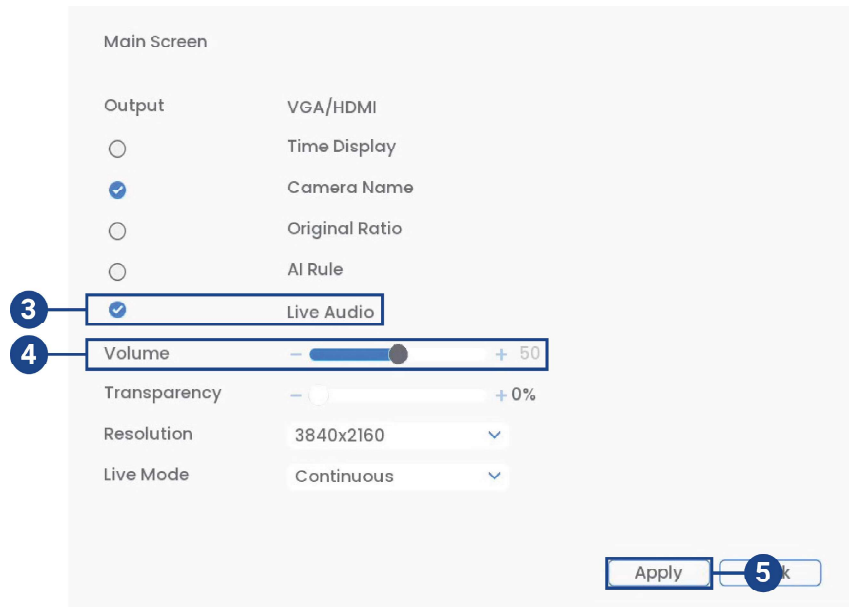 Main Screen
Output VGA/HDMI
Time Display
Camera Name
Original Ratio
AI Rule
3 Live Audio
4 Volume − + 50
Transparency − + 0%
Resolution 3840x2160
Live Mode Continuous
Apply 5